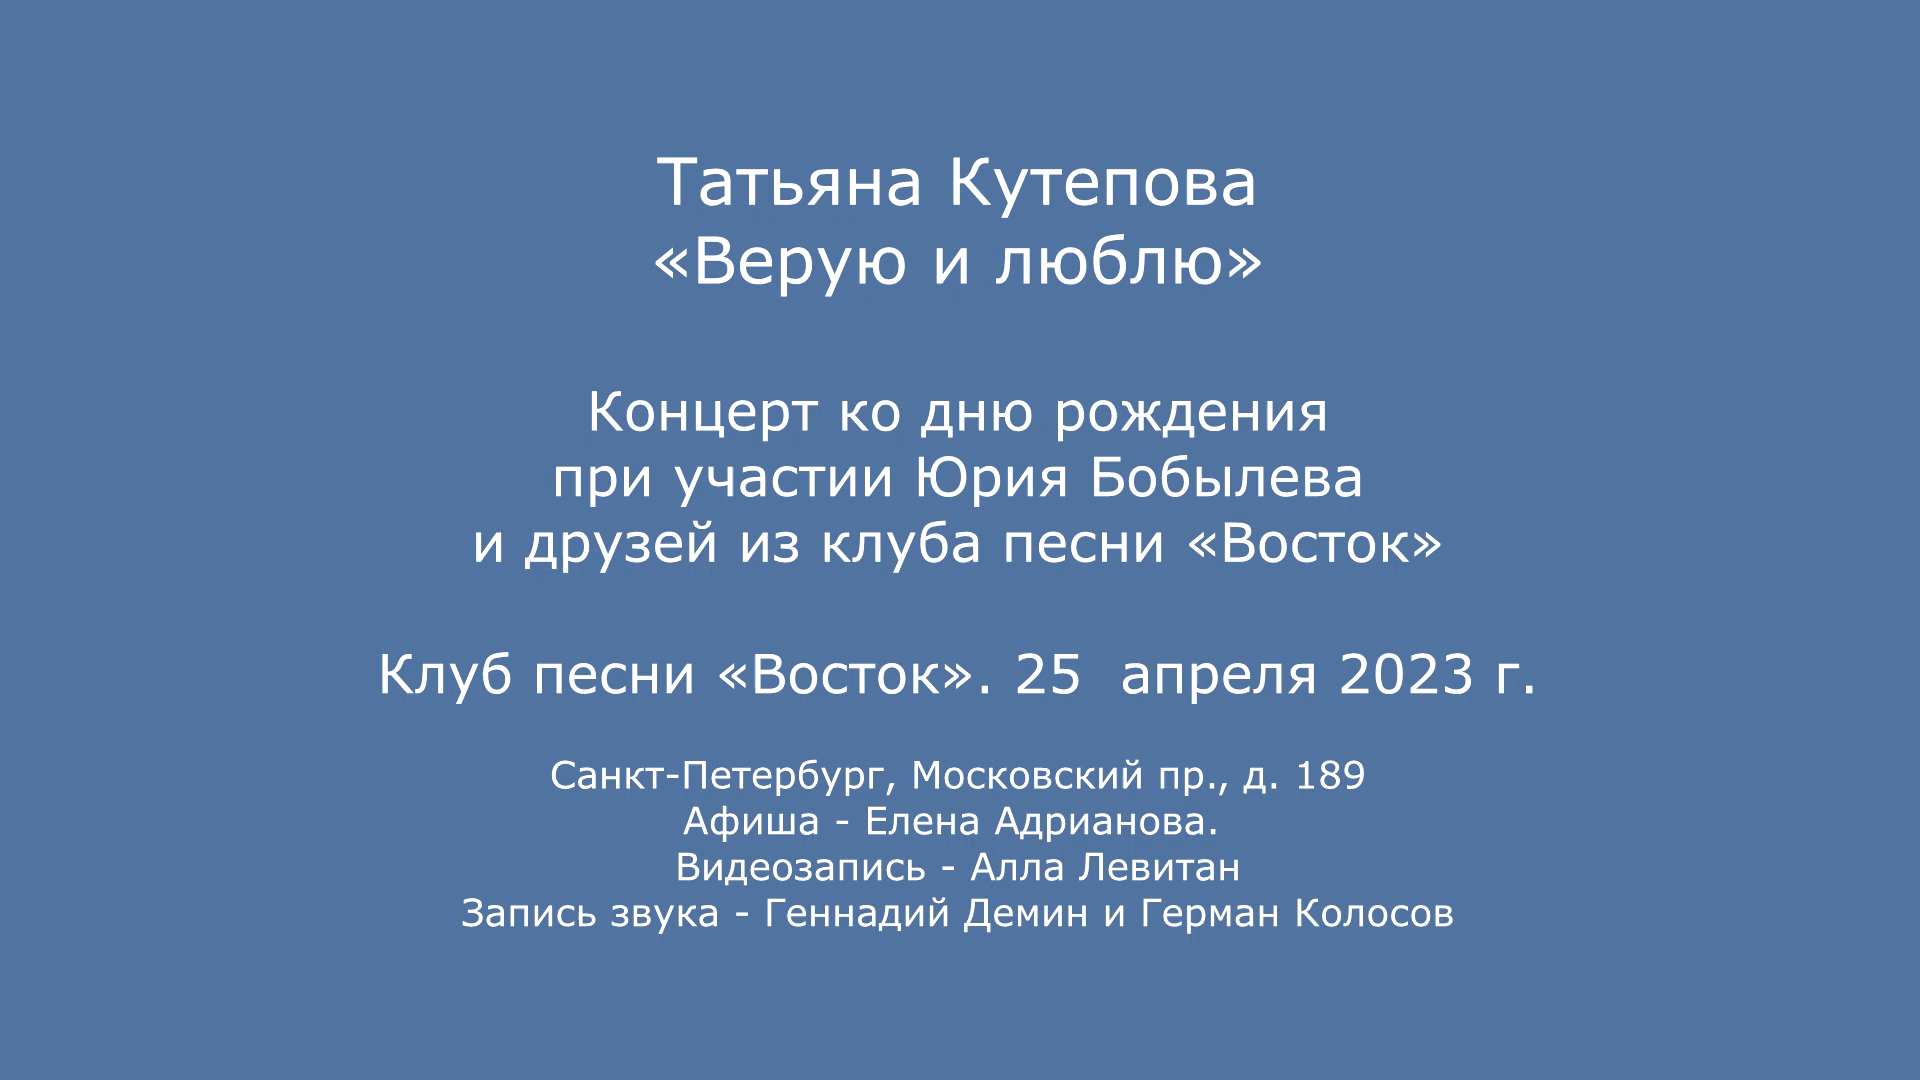 Татьяна Кутепова
«Верую и люблю»
Концерт ко дню рождения
при участии Юрия Бобылева
и друзей из клуба песни «Восток»
Клуб песни «Восток». 25  апреля 2023 г.
Санкт-Петербург, Московский пр., д. 189
Афиша - Елена Адрианова.
Видеозапись - Алла Левитан
Запись звука - Геннадий Демин и Герман Колосов